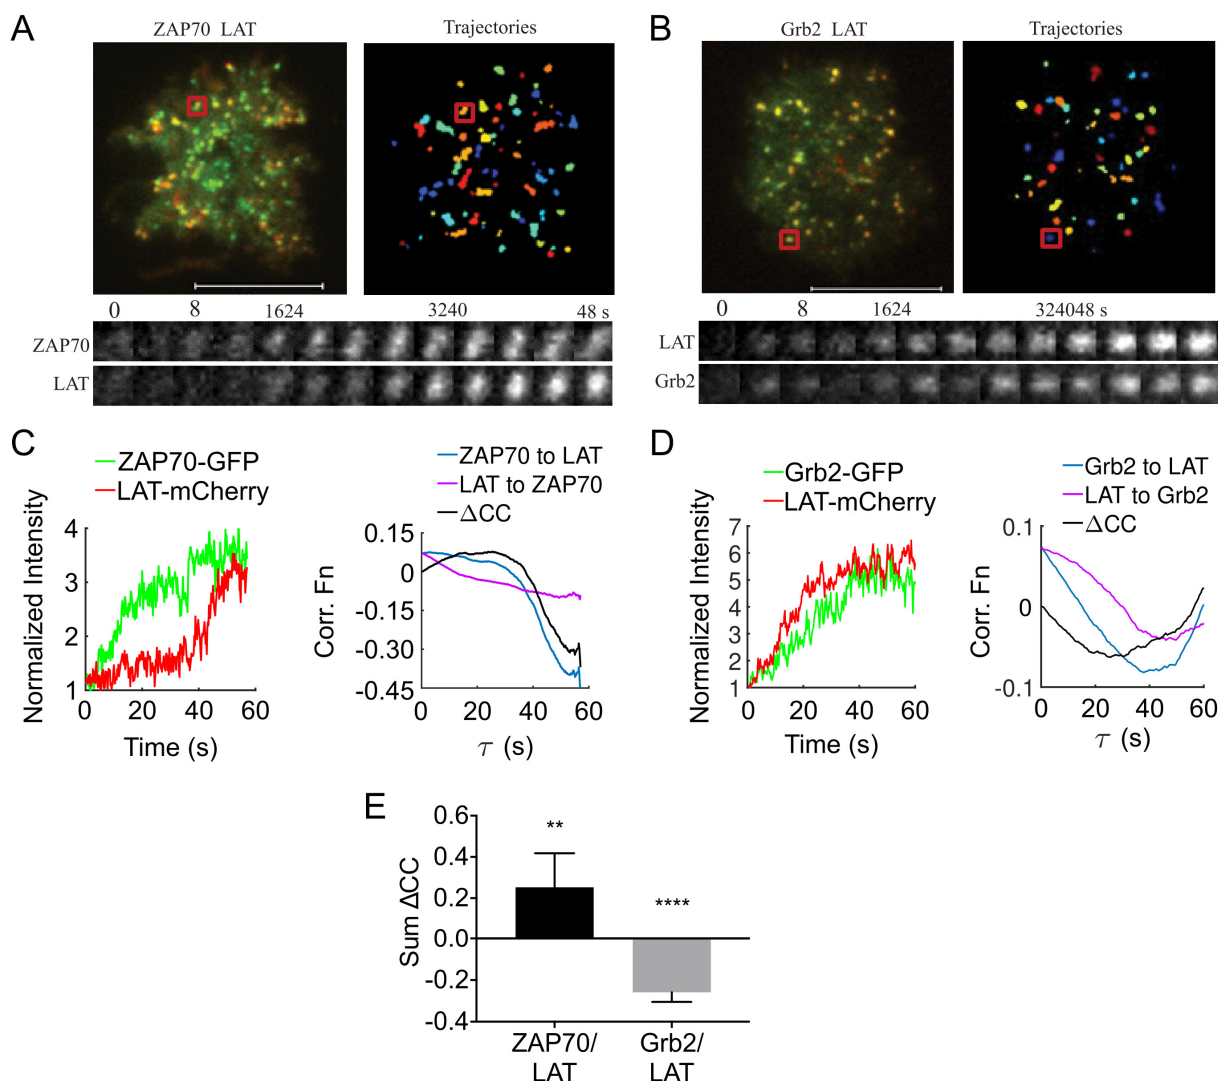 A
ZAP70 LAT
Trajectories
0 8 1624 3240 48 s
ZAP70
LAT
B
Grb2 LAT
Trajectories
0 8 1624 324048 s
LAT
Grb2
C
ZAP70-GFP
LAT-mCherry
Normalized Intensity
4
3
2
1
0 20 40 60
Time (s)
ZAP70 to LAT
LAT to ZAP70
ΔCC
Corr. Fn
0.15
0
-0.15
-0.30
-0.45
0 20 40 60
τ (s)
D
Grb2-GFP
LAT-mCherry
Normalized Intensity
7
6
5
4
3
2
1
0 20 40 60
Time (s)
Grb2 to LAT
LAT to Grb2
ΔCC
Corr. Fn
0.1
0
-0.1
0 20 40 60
τ (s)
E
Sum ΔCC
0.6
0.4
0.2
0.0
-0.2
-0.4
**
****
ZAP70/
LAT
Grb2/
LAT